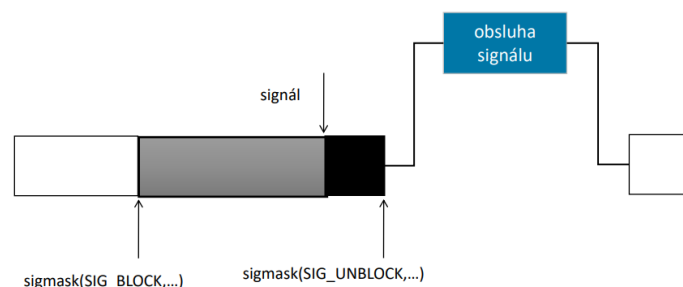 obsluha
signálu
signál
sigmask(SIG_BLOCK,…)
sigmask(SIG_UNBLOCK,…)